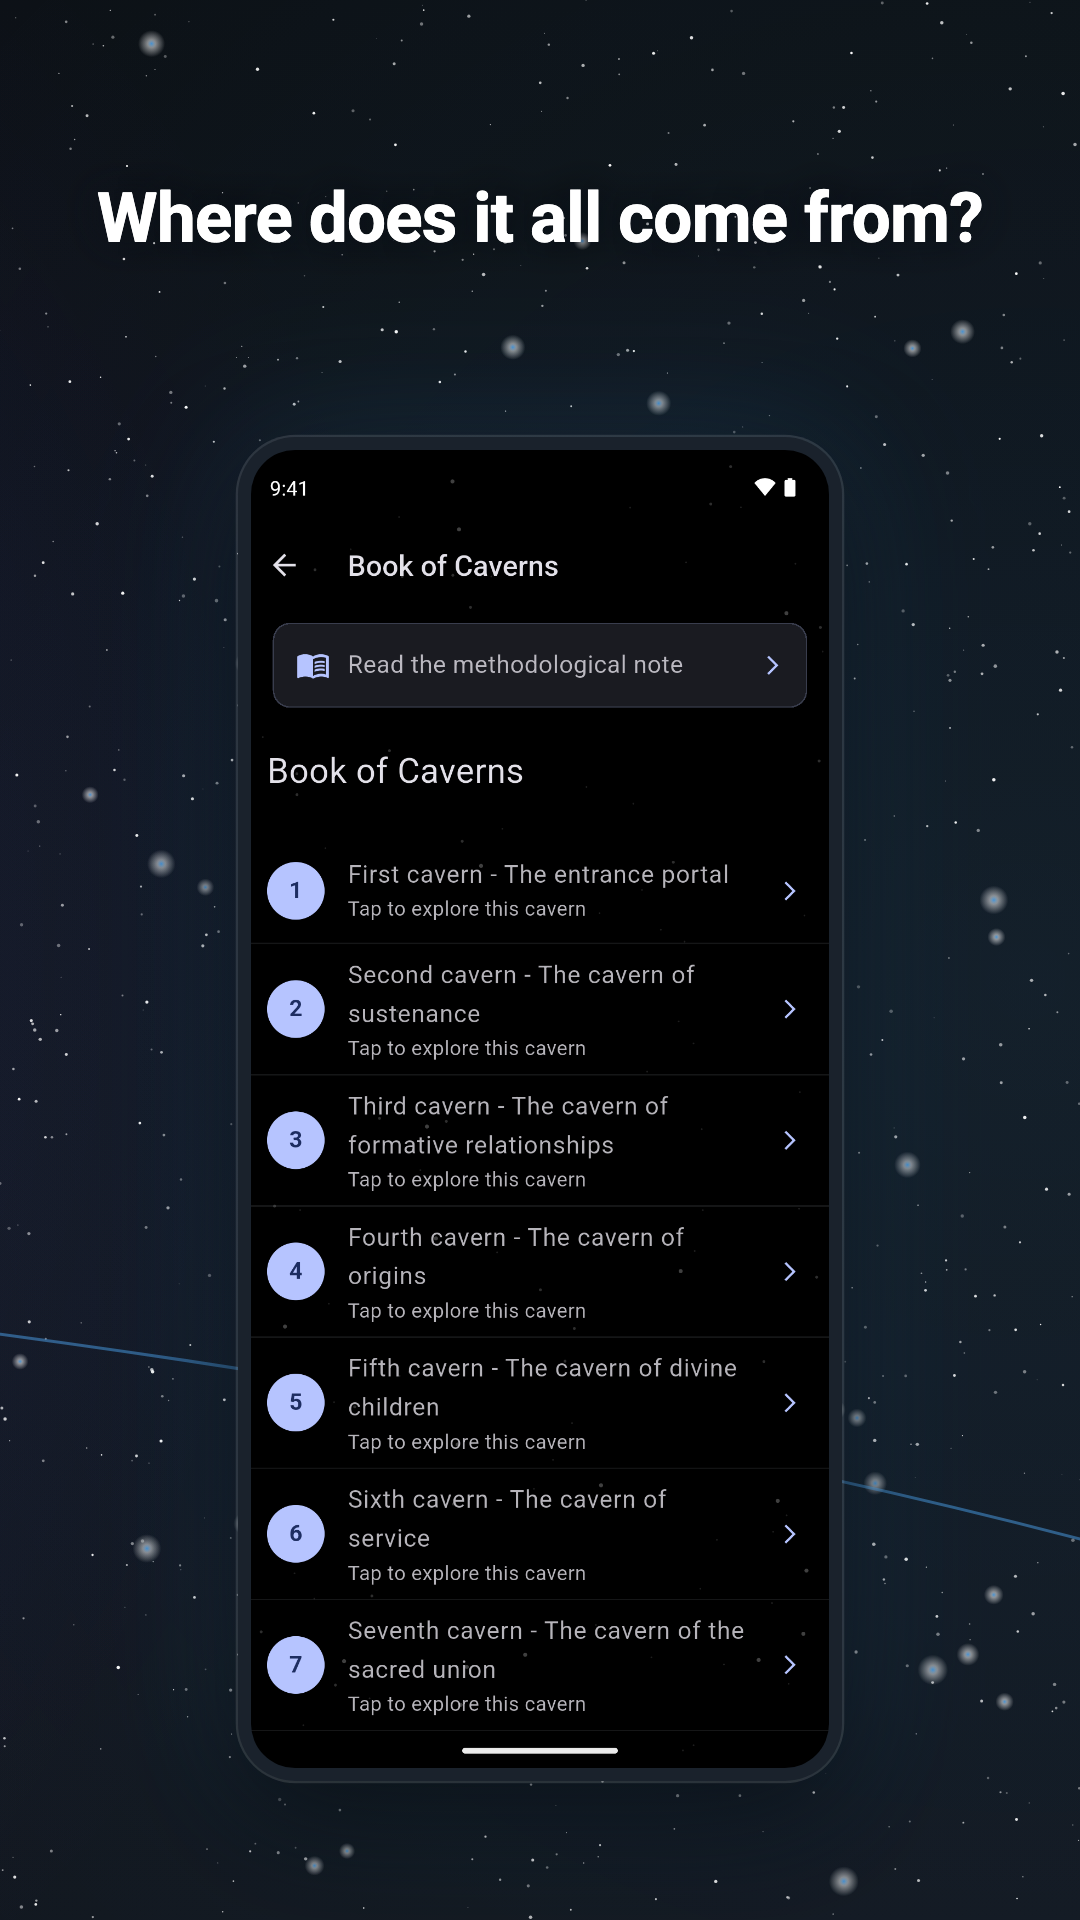 Where does it all come from?
9:41
Book of Caverns
Read the methodological note
Book of Caverns
1
First cavern - The entrance portal
Tap to explore this cavern
2
Second cavern - The cavern of
sustenance
Tap to explore this cavern
3
Third cavern - The cavern of
formative relationships
Tap to explore this cavern
4
Fourth cavern - The cavern of
origins
Tap to explore this cavern
5
Fifth cavern - The cavern of divine
children
Tap to explore this cavern
6
Sixth cavern - The cavern of
service
Tap to explore this cavern
7
Seventh cavern - The cavern of the
sacred union
Tap to explore this cavern